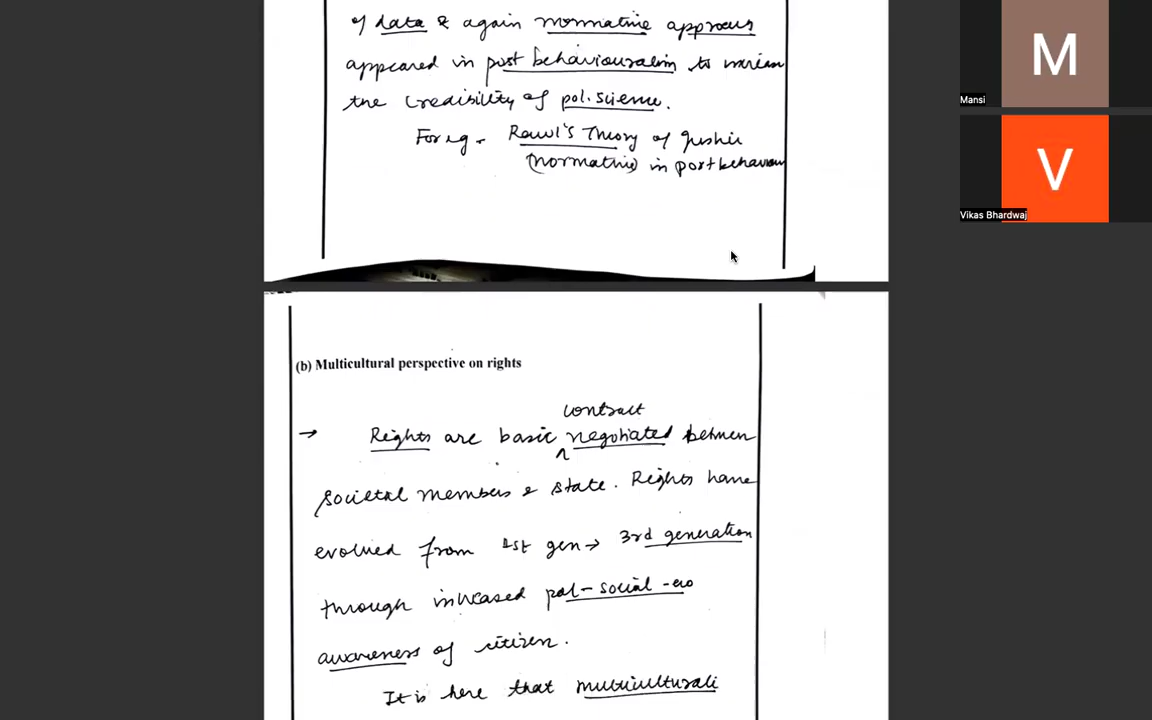 of data & again normative approach
appeared in post behaviouralism to
the credibility of pol. science.
For eg - Rawl's Theory of Justice
(Normative) in post behaviou
(b) Multicultural perspective on rights
contract
→ Rights are basic ^ negotiated between
societal members & state. Rights have
evolved from 1st gen → 3rd generation
through increased pol-social-eco
awareness of citizen.
It is here that multiculturali
M
Mansi
V
Vikas Bhardwaj